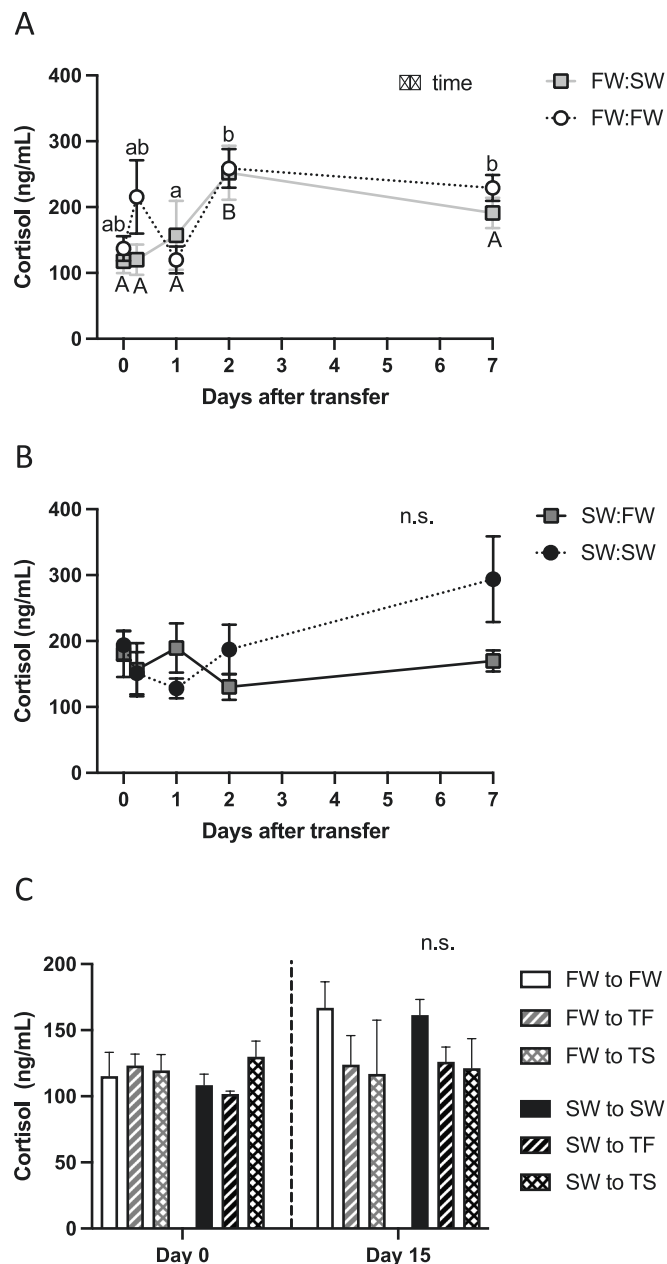 A
400
300
200
100
0
Cortisol (ng/mL)
ab
ab
a
b
b
A
A
A
B
A
time
FW:SW
FW:FW
0 1 2 3 4 5 6 7
Days after transfer
B
400
300
200
100
0
Cortisol (ng/mL)
n.s.
SW:FW
SW:SW
0 1 2 3 4 5 6 7
Days after transfer
C
200
150
100
50
0
Cortisol (ng/mL)
n.s.
FW to FW
FW to TF
FW to TS
SW to SW
SW to TF
SW to TS
Day 0 Day 15